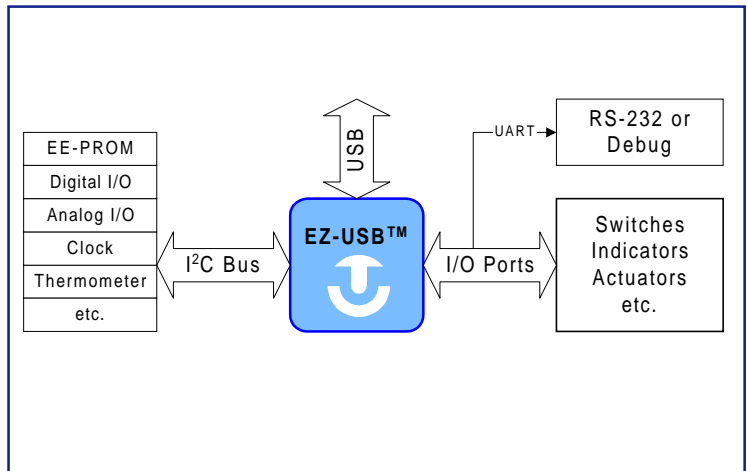 EE-PROM
Digital I/O
Analog I/O
Clock
Thermometer
etc.
I²C Bus
USB
EZ-USB™
I/O Ports
UART
RS-232 or
Debug
Switches
Indicators
Actuators
etc.